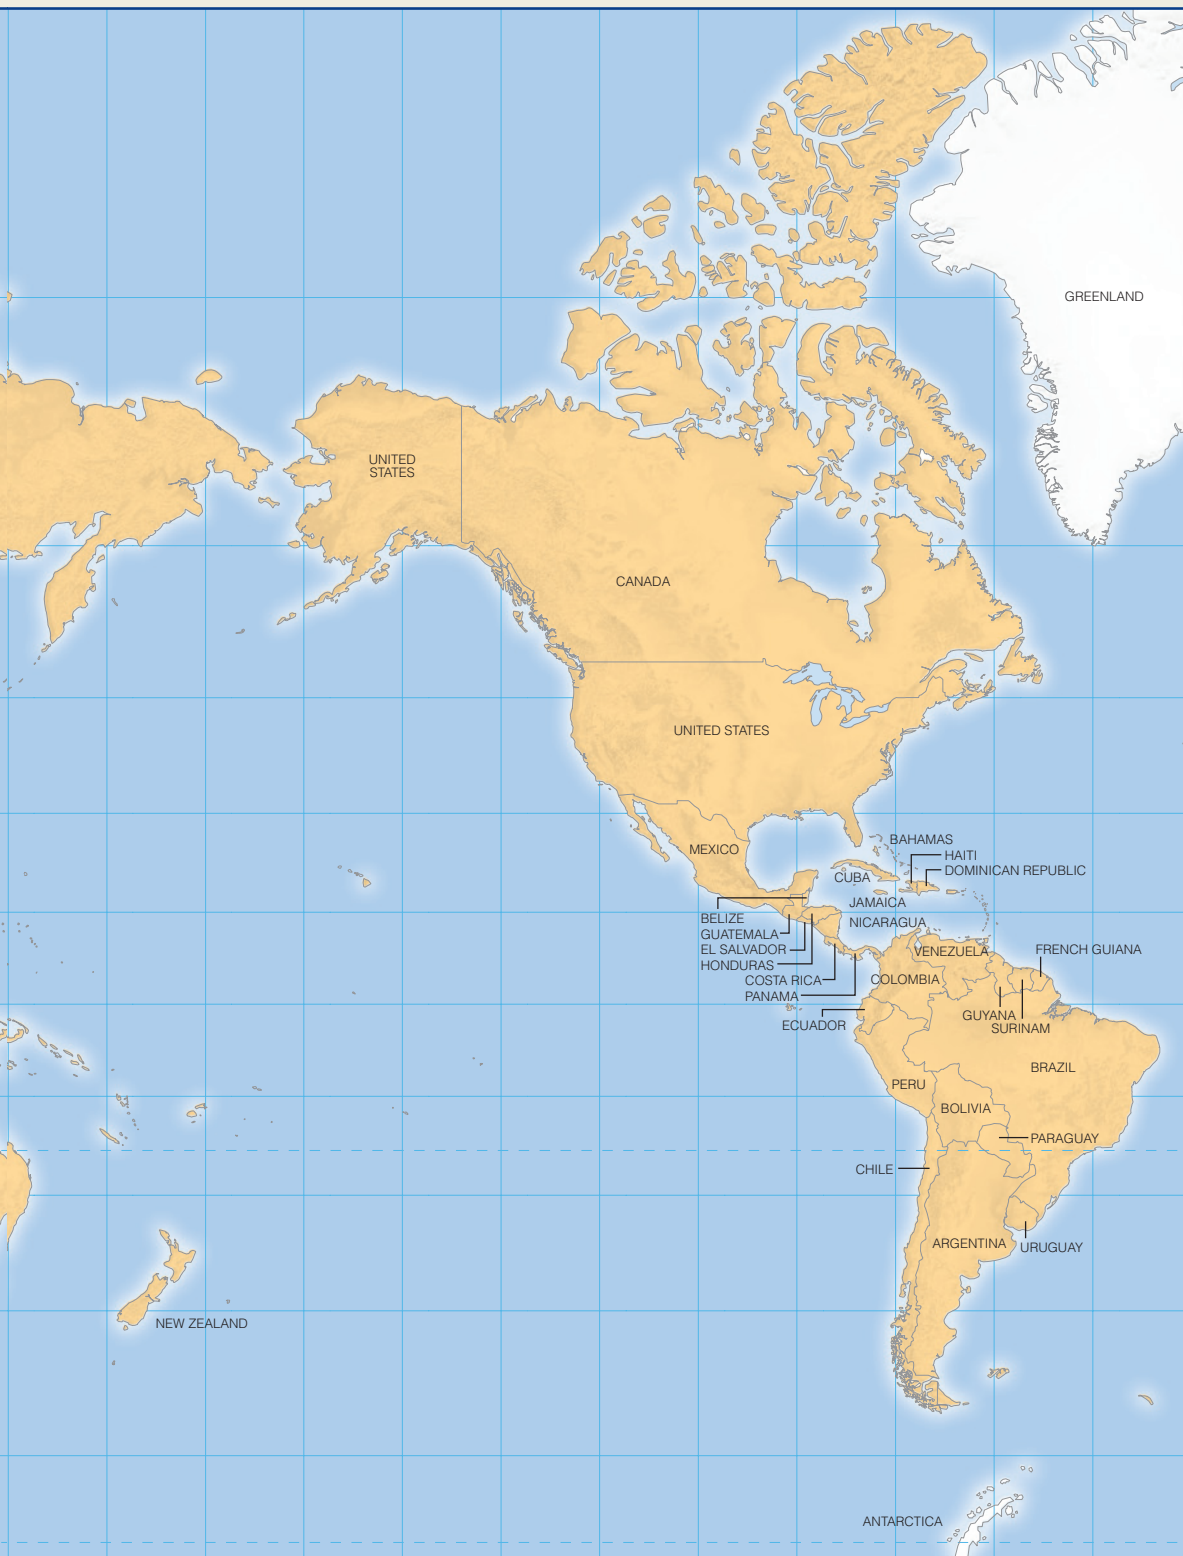 GREENLAND
UNITED
STATES
CANADA
UNITED STATES
MEXICO
BAHAMAS
HAITI
DOMINICAN REPUBLIC
CUBA
JAMAICA
BELIZE
NICARAGUA
GUATEMALA
EL SALVADOR
HONDURAS
COSTA RICA
PANAMA
VENEZUELA
FRENCH GUIANA
COLOMBIA
GUYANA
SURINAM
ECUADOR
BRAZIL
PERU
BOLIVIA
PARAGUAY
CHILE
ARGENTINA
URUGUAY
NEW ZEALAND
ANTARCTICA